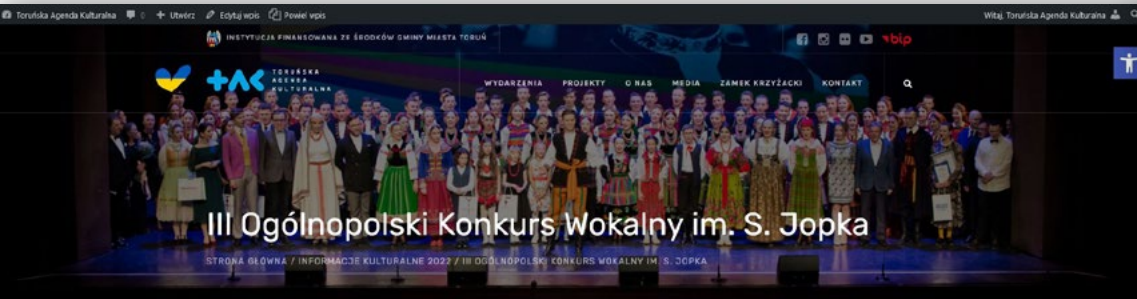 Toruńska Agenda Kulturalna 0 + Utwórz Edytuj wpis Powiel wpis Witaj, Toruńska Agenda Kulturalna
INSTYTUCJA FINANSOWANA ZE ŚRODKÓW GMINY MIASTA TORUŃ bip
TORUŃSKA
AGENDA
KULTURALNA
WYDARZENIA PROJEKTY O NAS MEDIA ZAMEK KRZYŻACKI KONTAKT
III Ogólnopolski Konkurs Wokalny im. S. Jopka
STRONA GŁÓWNA / INFORMACJE KULTURALNE 2022 / III OGÓLNOPOLSKI KONKURS WOKALNY IM. S. JOPKA